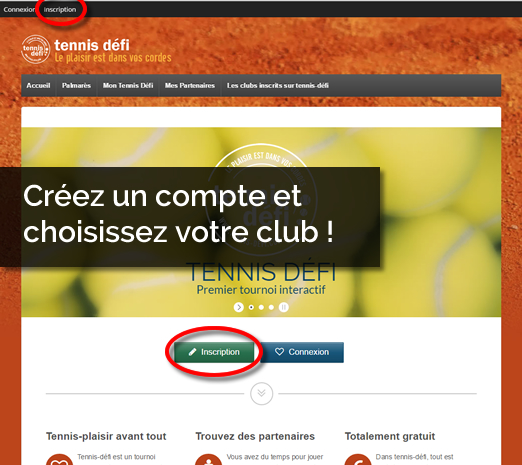 Connexion inscription
tennis défi
Le plaisir est dans vos cordes
tennis défi
Accueil Palmarès Mon Tennis Défi Mes Partenaires Les clubs inscrits sur tennis-défi
LE PLAISIR EST DANS VOS
Créez un compte et
choisissez votre club !
défi
TENNIS DÉFI
Premier tournoi interactif
Inscription Connexion
Tennis-plaisir avant tout Trouvez des partenaires Totalement gratuit
Tennis-défi est un tournoi Vous avez du temps pour jouer Dans tennis-défi, tout est